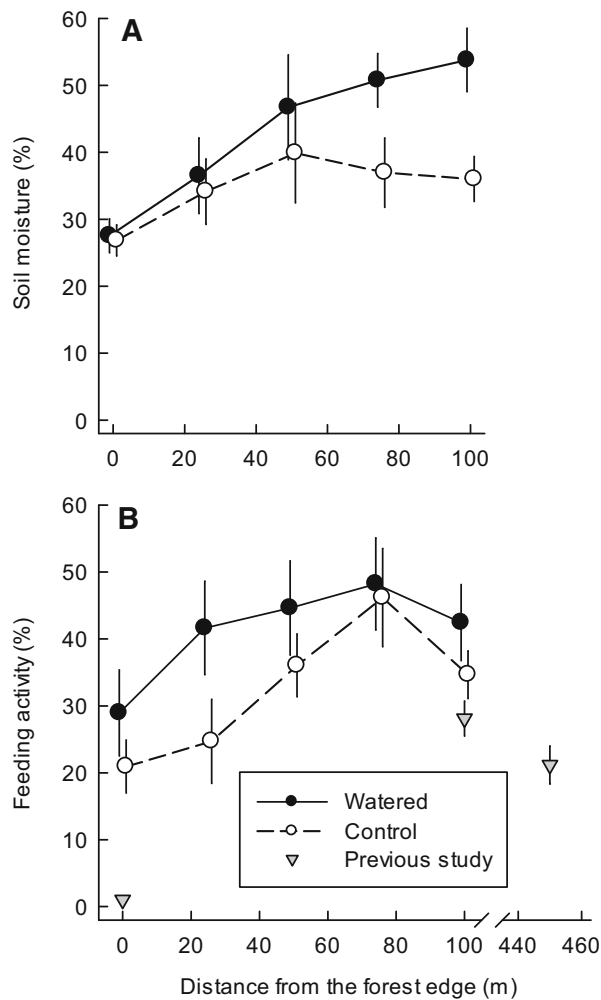 A
Soil moisture (%)
60
50
40
30
20
10
0
0 20 40 60 80 100
B
Feeding activity (%)
60
50
40
30
20
10
0
Watered
Control
Previous study
0 20 40 60 80 100 440 460
Distance from the forest edge (m)